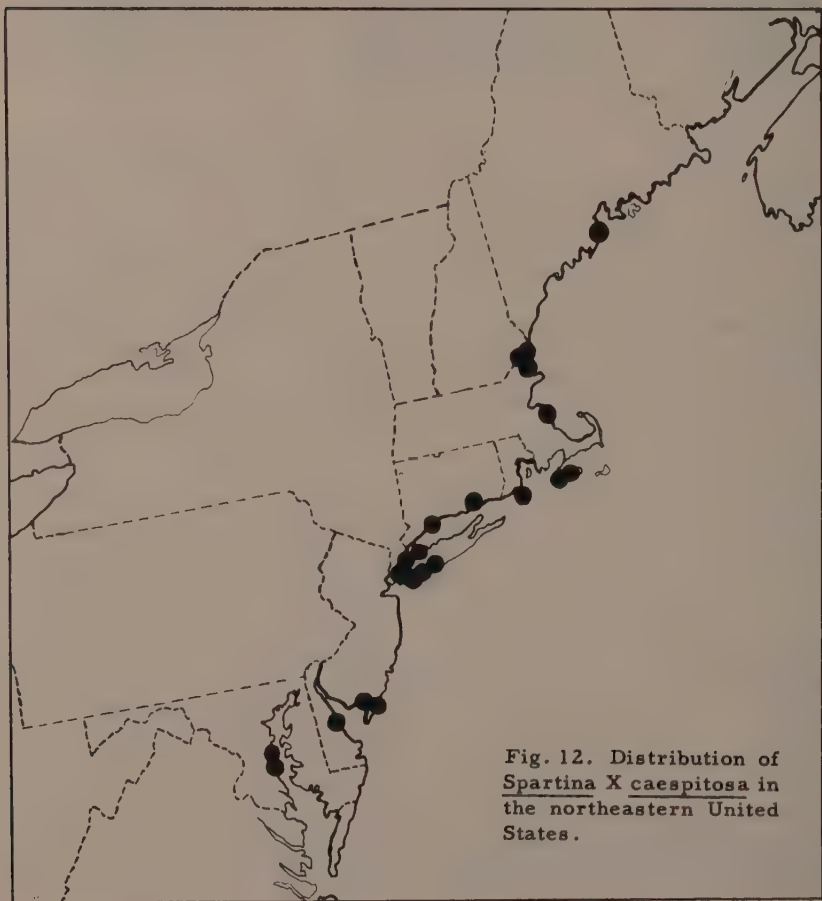 Fig. 12. Distribution of
Spartina X caespitosa in
the northeastern United
States.